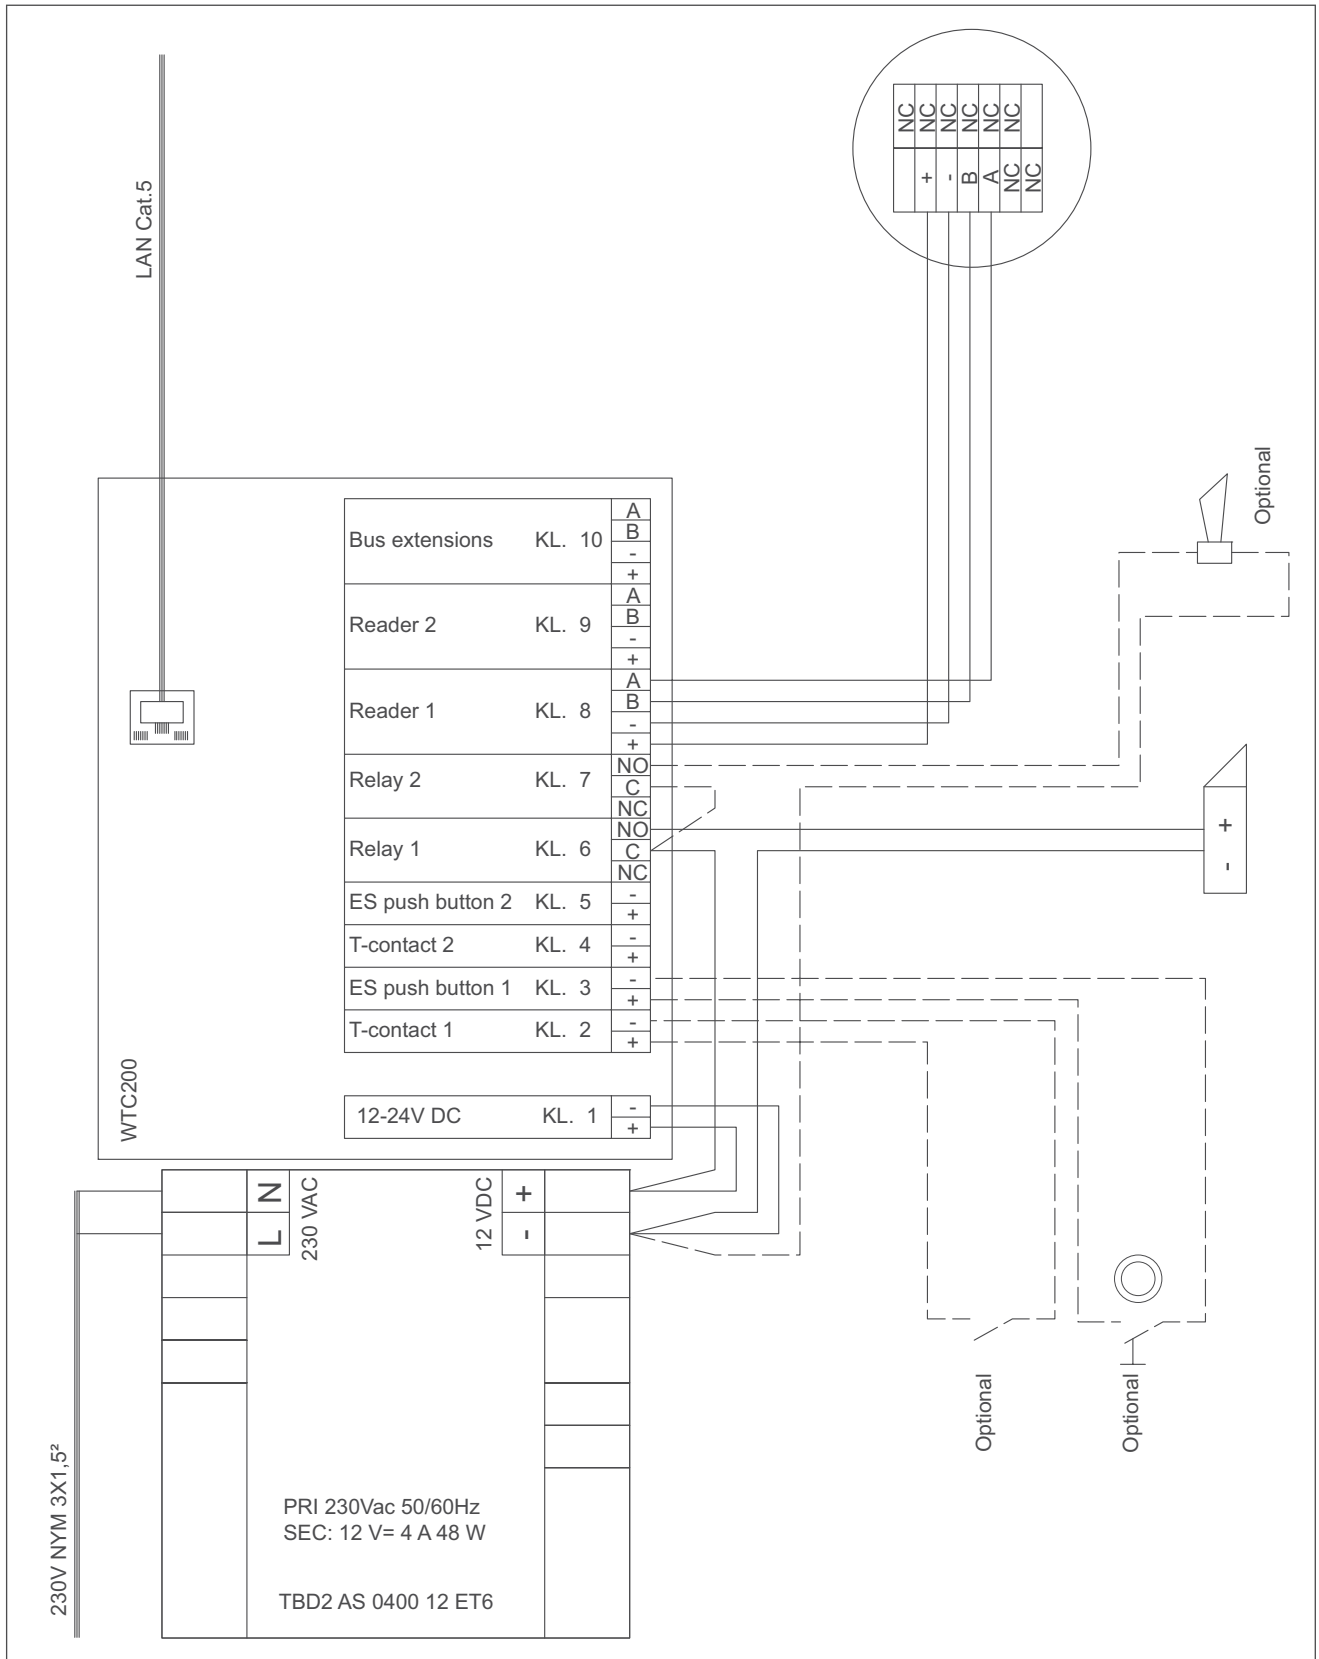 LAN Cat.5
NC NC NC NC NC NC
+ - B A NC NC
Optional
Bus extensions KL. 10 A
B
-
+
Reader 2 KL. 9 A
B
-
+
Reader 1 KL. 8 A
B
-
+
Relay 2 KL. 7 NO
C
NC
Relay 1 KL. 6 NO
C
NC
+
-
ES push button 2 KL. 5 -
+
T-contact 2 KL. 4 -
+
ES push button 1 KL. 3 -
+
T-contact 1 KL. 2 -
+
WTC200
12-24V DC KL. 1 -
+
N
L
230 VAC
12 VDC
+
-
Optional
Optional
230V NYM 3X1,5²
PRI 230Vac 50/60Hz
SEC: 12 V= 4 A 48 W
TBD2 AS 0400 12 ET6